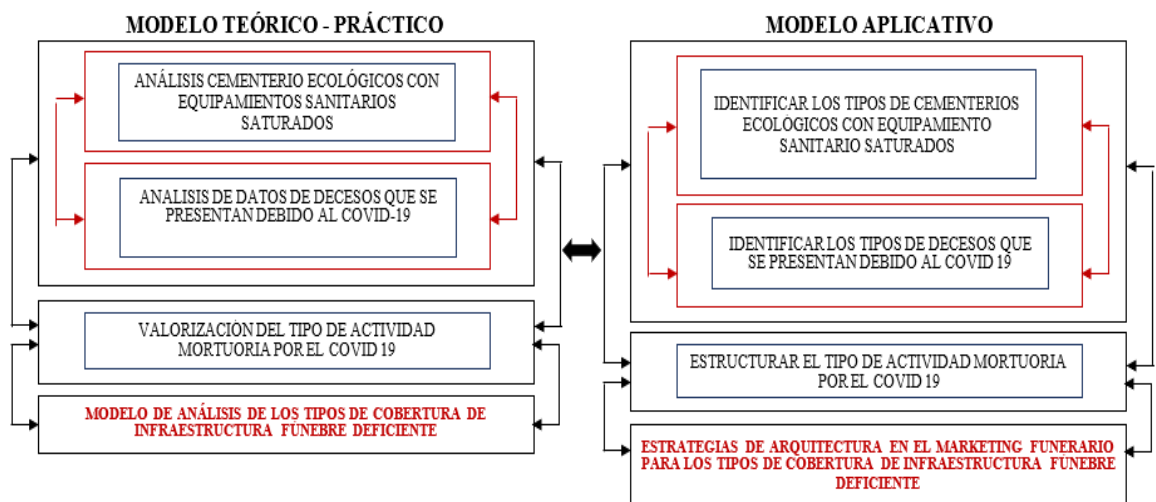 MODELO TEÓRICO - PRÁCTICO
ANÁLISIS CEMENTERIO ECOLÓGICOS CON
EQUIPAMIENTOS SANITARIOS
SATURADOS
ANALISIS DE DATOS DE DECESOS QUE SE
PRESENTAN DEBIDO AL COVID-19
VALORIZACIÓN DEL TIPO DE ACTIVIDAD
MORTUORIA POR EL COVID 19
MODELO DE ANÁLISIS DE LOS TIPOS DE COBERTURA DE
INFRAESTRUCTURA FÚNEBRE DEFICIENTE
MODELO APLICATIVO
IDENTIFICAR LOS TIPOS DE CEMENTERIOS
ECOLÓGICOS CON EQUIPAMIENTO
SANITARIO SATURADOS
IDENTIFICAR LOS TIPOS DE DECESOS QUE
SE PRESENTAN DEBIDO AL COVID 19
ESTRUCTURAR EL TIPO DE ACTIVIDAD MORTUORIA
POR EL COVID 19
ESTRATEGIAS DE ARQUITECTURA EN EL MARKETING FUNERARIO
PARA LOS TIPOS DE COBERTURA DE INFRAESTRUCTURA FÚNEBRE
DEFICIENTE